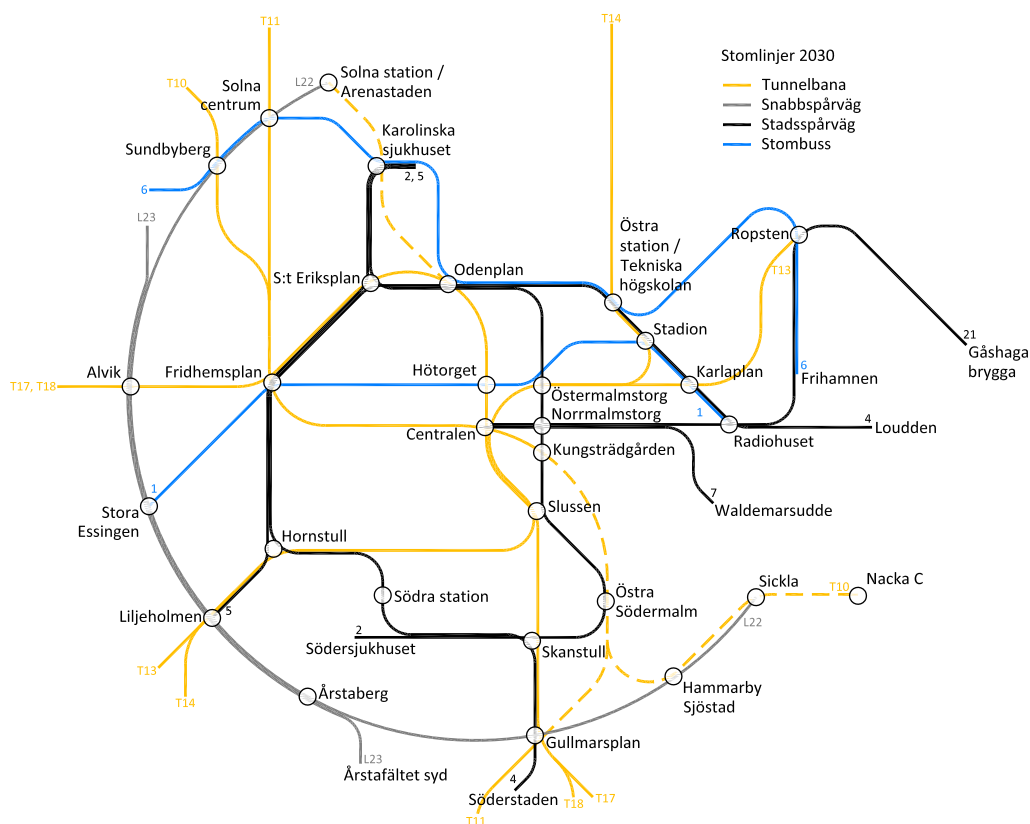 T11
T14
Stomlinjer 2030
Tunnelbana
Snabbspårväg
Stadsspårväg
Stombuss
T10
L22
Solna station /
Arenastaden
Solna
centrum
Karolinska
sjukhuset
Sundbyberg
2, 5
6
L23
Östra
station /
Tekniska
högskolan
Ropsten
T13
S:t Eriksplan
Odenplan
Stadion
21
Gåshaga
brygga
Alvik
T17, T18
Fridhemsplan
Hötorget
Östermalmstorg
Karlaplan
6
Frihamnen
Norrmalmstorg
1
Centralen
Radiohuset
4
Loudden
Kungsträdgården
1
Stora
Essingen
7
Waldemarsudde
Slussen
Hornstull
Södra station
Östra
Södermalm
Sickla
T10
Nacka C
L22
Liljeholmen
5
2
Södersjukhuset
Skanstull
T13
T14
Årstaberg
Hammarby
Sjöstad
Gullmarsplan
L23
Årstafältet syd
4
Söderstaden
T11
T18
T17